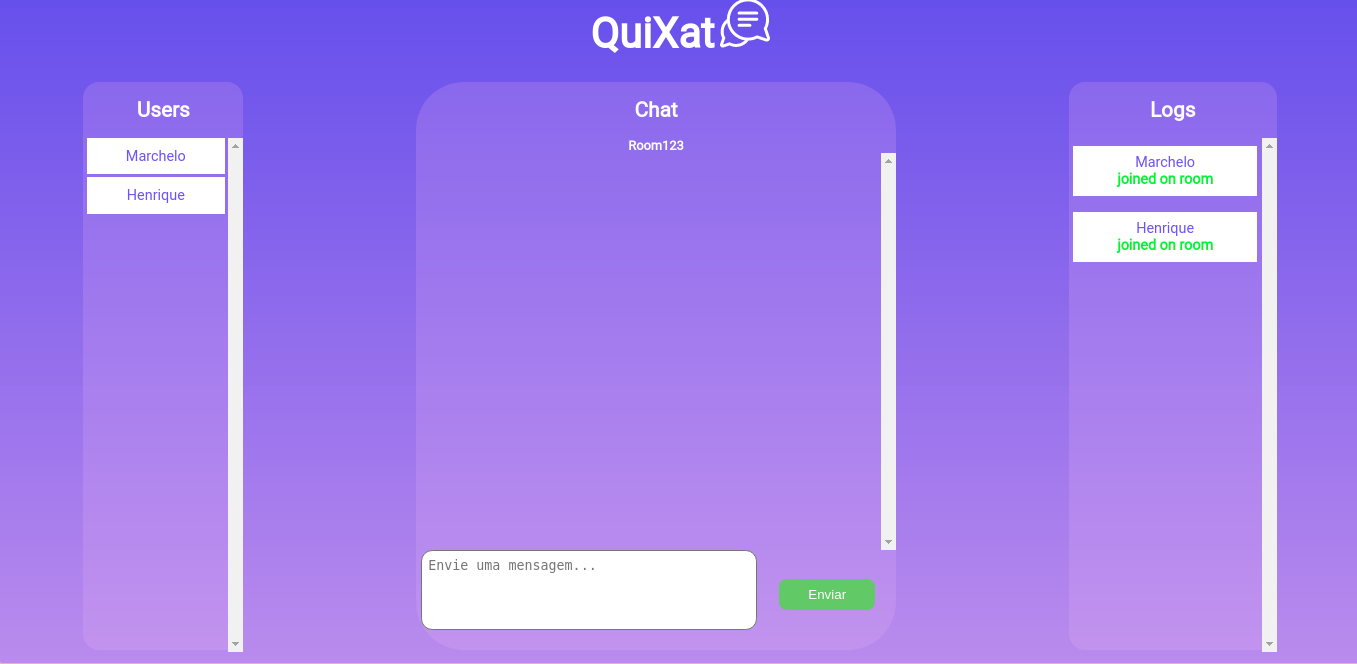 QuiXat
Users
Marchelo
Henrique
Chat
Room123
Envie uma mensagem...
Enviar
Logs
Marchelo
joined on room
Henrique
joined on room